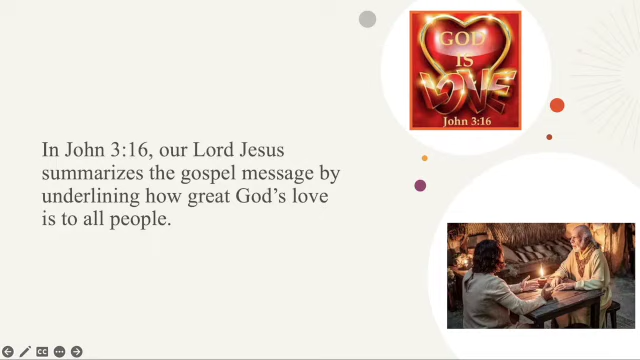 GOD
IS
LOVE
John 3:16
In John 3:16, our Lord Jesus
summarizes the gospel message by
underlining how great God's love
is to all people.